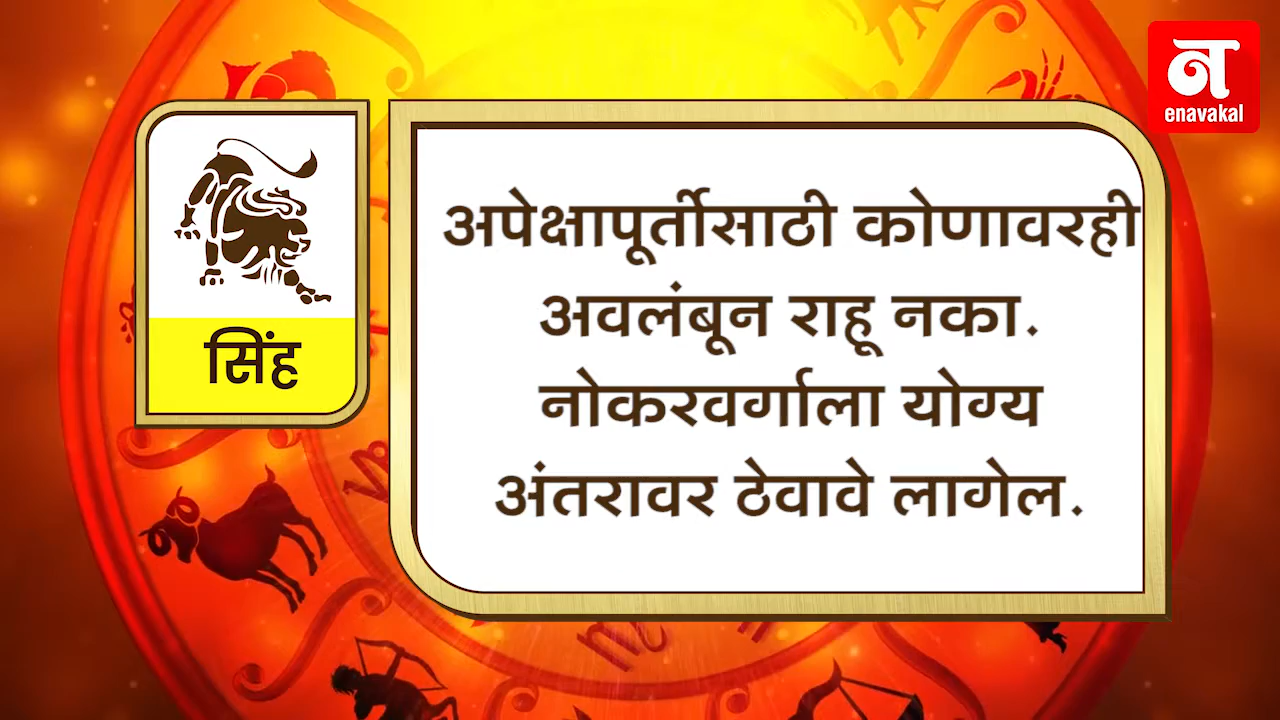 न
enavakal
सिंह
अपेक्षापूर्तीसाठी कोणावरही
अवलंबून राहू नका.
नोकरवर्गाला योग्य
अंतरावर ठेवावे लागेल.